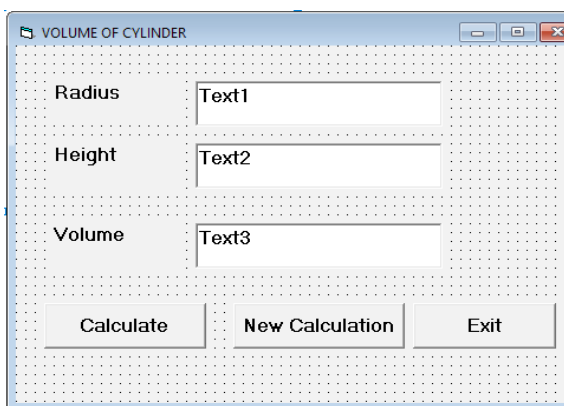 VOLUME OF CYLINDER
Radius Text1
Height Text2
Volume Text3
Calculate New Calculation Exit